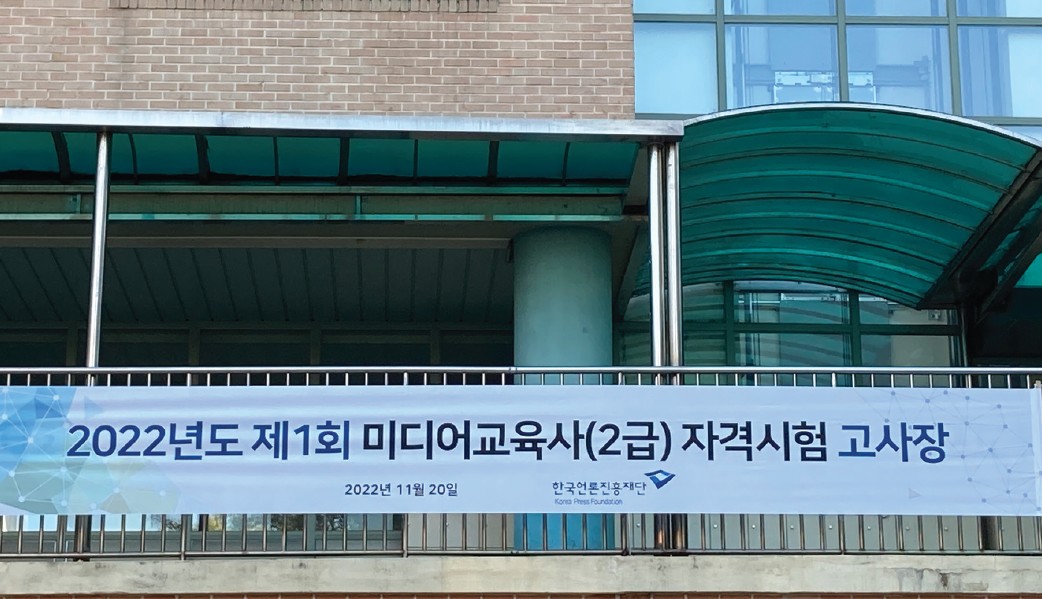 2022년도 제1회 미디어교육사(2급) 자격시험 고사장
2022년 11월 20일
한국언론진흥재단
Korea Press Foundation